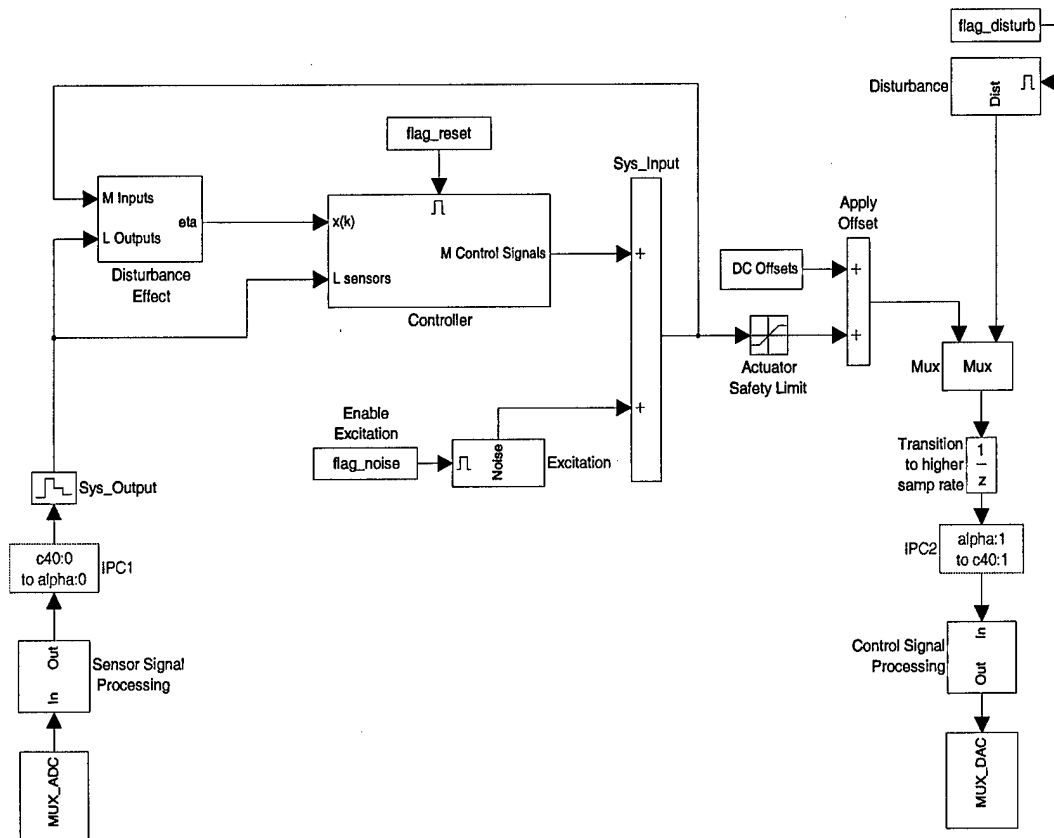 flag_disturb
Disturbance
Dist
flag_reset
Sys_Input
M Inputs
eta
L Outputs
Disturbance
Effect
x(k)
M Control Signals
L sensors
Controller
+
+
Apply
Offset
DC Offsets
+
+
Actuator
Safety Limit
Mux
Mux
Enable
Excitation
flag_noise
Noise
Excitation
Transition
to higher
samp rate
1
z
Sys_Output
c40:0
to alpha:0
IPC1
IPC2
alpha:1
to c40:1
Out
In
Sensor Signal
Processing
Control Signal
Processing
In
Out
MUX_ADC
MUX_DAC